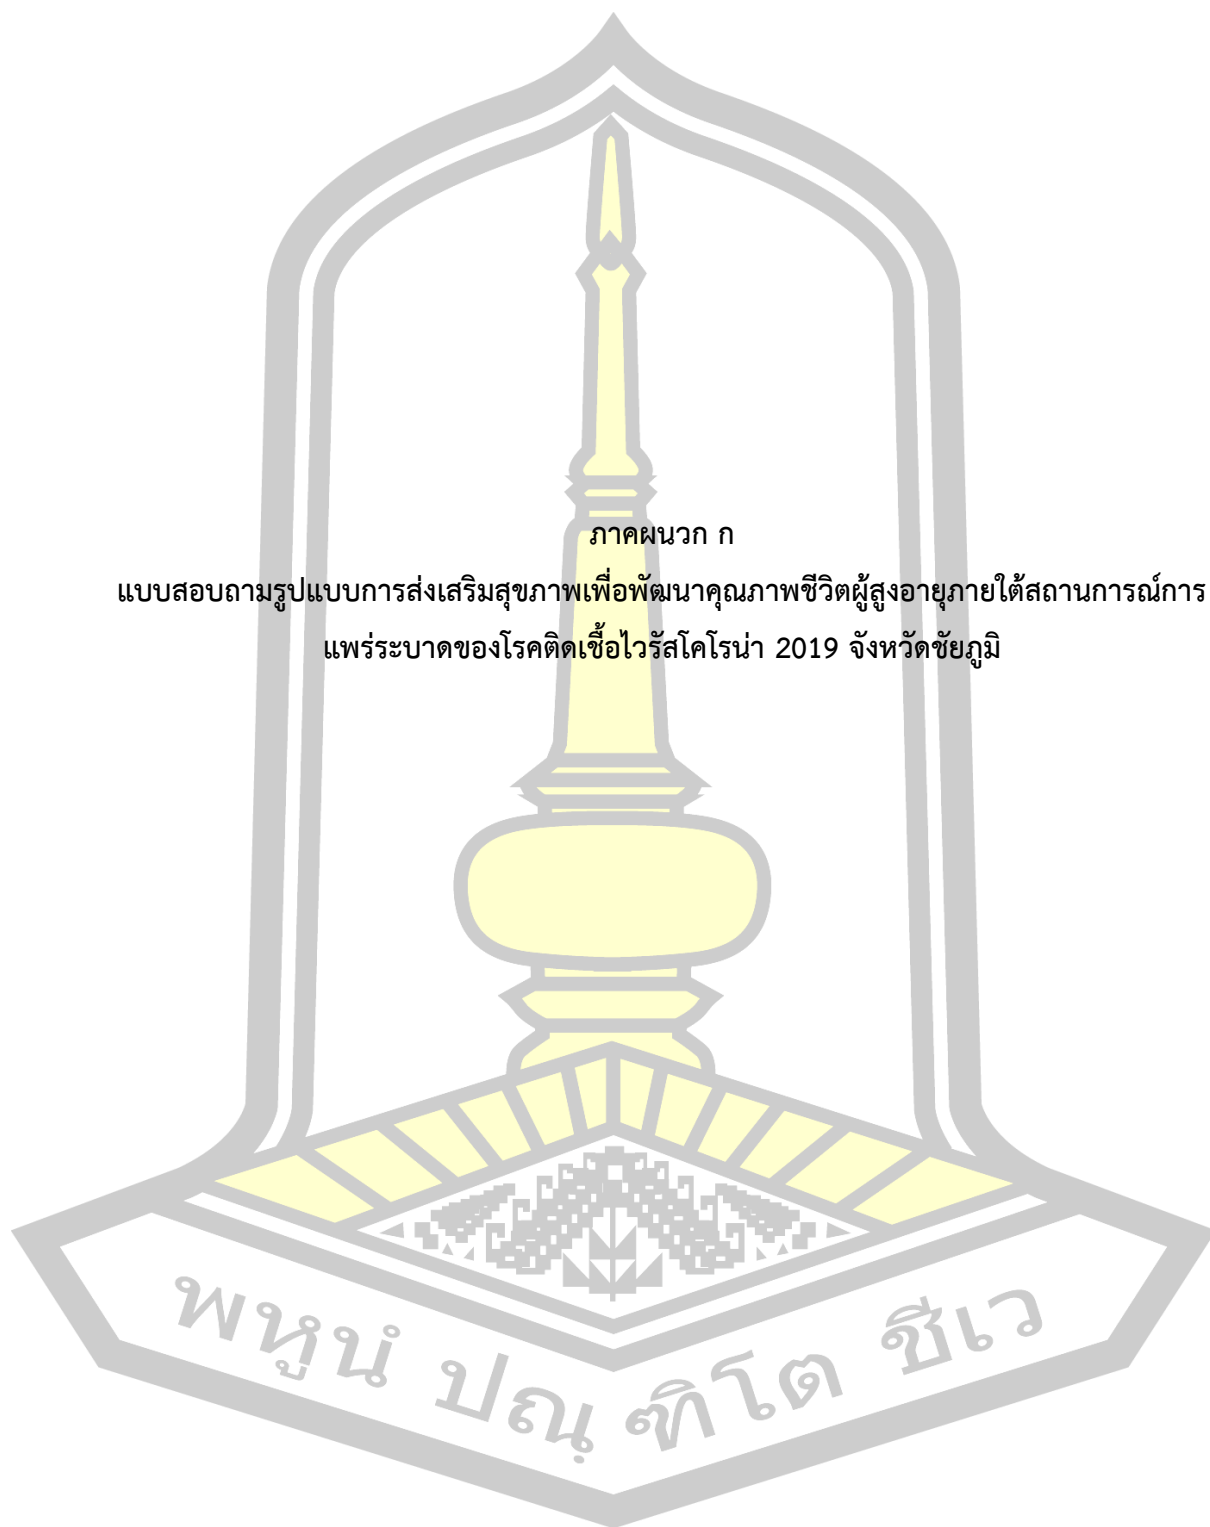 ภาคผนวก ก
แบบสอบถามรูปแบบการส่งเสริมสุขภาพเพื่อพัฒนาคุณภาพชีวิตผู้สูงอายุภายใต้สถานการณ์การ
แพร่ระบาดของโรคติดเชื้อไวรัสโคโรน่า 2019 จังหวัดชัยภูมิ
พหูนํ ปณฺฑิโต ชีเว